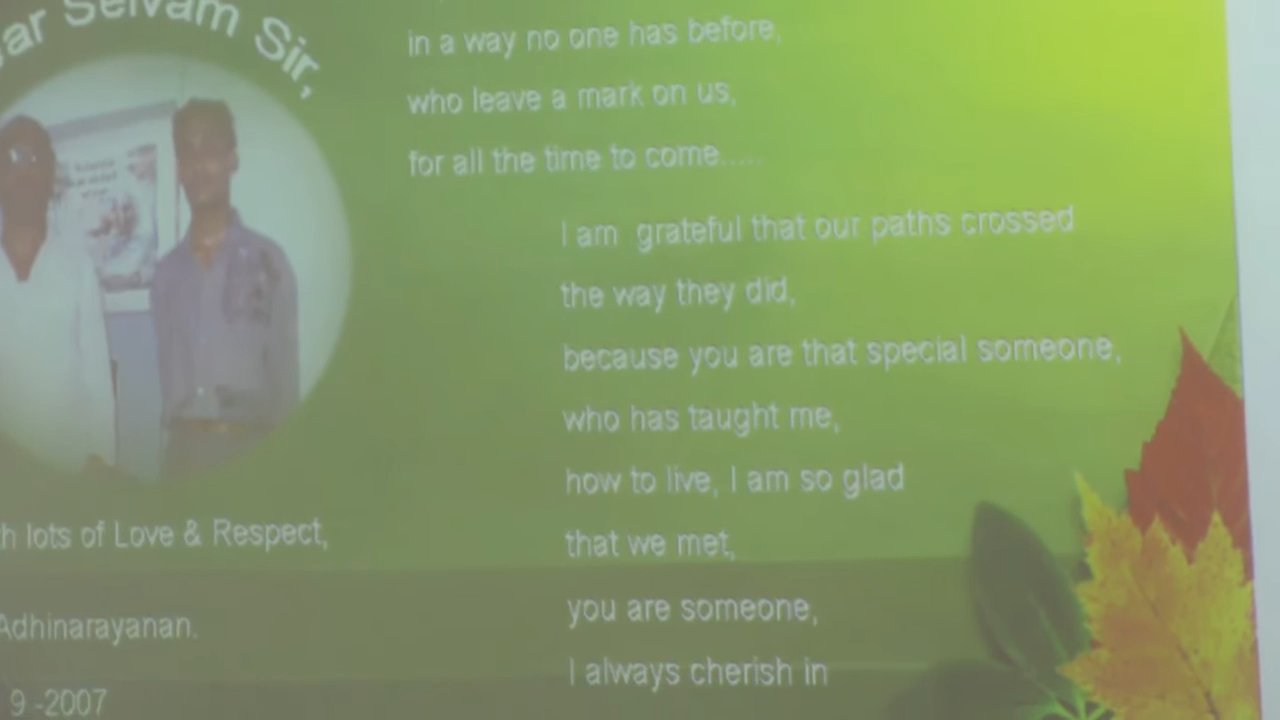 Selvam Sir,
in a way no one has before,
who leave a mark on us,
for all the time to come.....
I am grateful that our paths crossed
the way they did,
because you are that special someone,
who has taught me,
how to live, I am so glad
that we met,
you are someone,
I always cherish in
lots of Love & Respect,
Adhinarayanan.
9 -2007